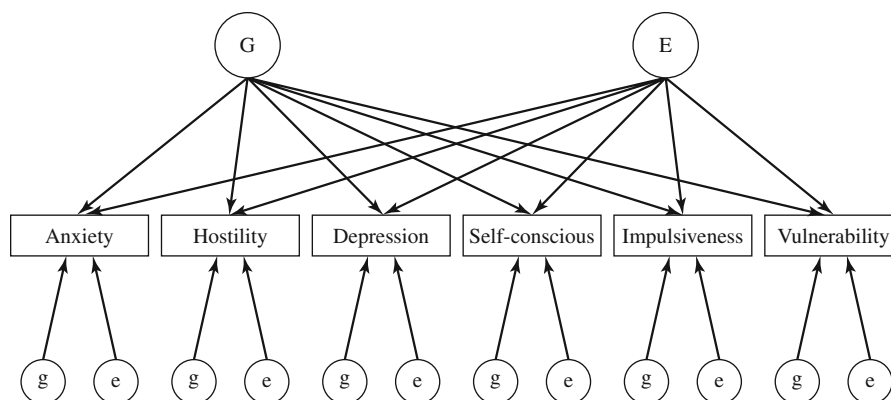 G E
Anxiety Hostility Depression Self-conscious Impulsiveness Vulnerability
g e g e g e g e g e g e